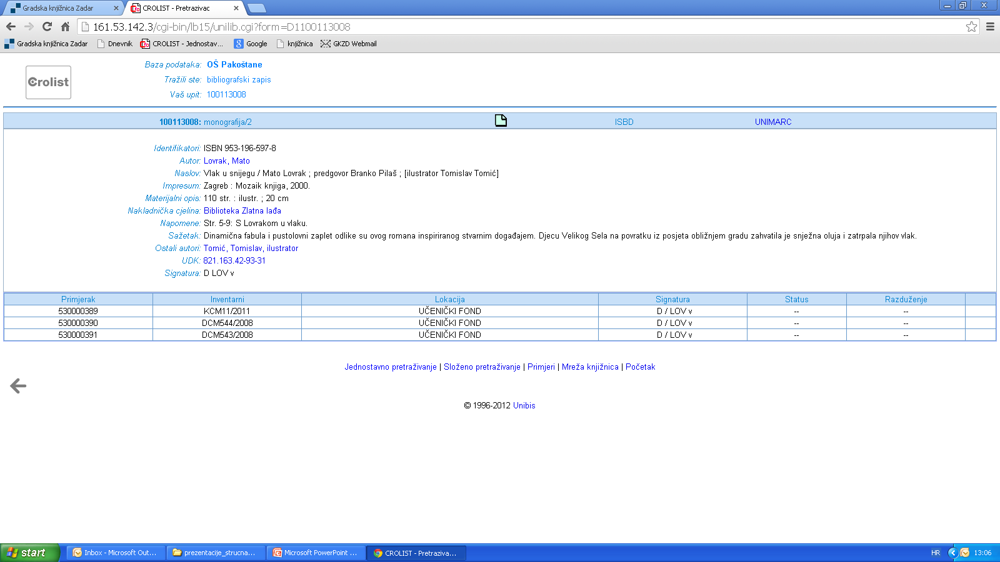 Gradska knjižnica Zadar
CROLIST - Pretrazivac
161.53.142.3/cgi-bin/lb15/unilib.cgi?form=D1100113008
Gradska knjižnica Zadar Dnevnik CROLIST - Jednostav... Google knjižnica GKZD Webmail
Crolist
Baza podataka: OŠ Pakoštane
Tražili ste: bibliografski zapis
Vaš upit: 100113008
100113008: monografija/2 ISBD UNIMARC
Identifikatori: ISBN 953-196-597-8
Autor: Lovrak, Mato
Naslov: Vlak u snijegu / Mato Lovrak ; predgovor Branko Pilaš ; [ilustrator Tomislav Tomić]
Impresum: Zagreb : Mozaik knjiga, 2000.
Materijalni opis: 110 str. : ilustr. ; 20 cm
Nakladnička cjelina: Biblioteka Zlatna lađa
Napomene: Str. 5-9: S Lovrakom u vlaku.
Sažetak: Dinamična fabula i pustolovni zaplet odlike su ovog romana inspiriranog stvarnim događajem. Djecu Velikog Sela na povratku iz posjeta obližnjem gradu zahvatila je snježna oluja i zatrpala njihov vlak.
Ostali autori: Tomić, Tomislav, ilustrator
UDK: 821.163.42-93-31
Signatura: D LOV v
Primjerak Inventarni Lokacija Signatura Status Razduženje
530000389 KCM11/2011 UČENIČKI FOND D / LOV v -- --
530000390 DCM544/2008 UČENIČKI FOND D / LOV v -- --
530000391 DCM543/2008 UČENIČKI FOND D / LOV v -- --
Jednostavno pretraživanje | Složeno pretraživanje | Primjeri | Mreža knjižnica | Početak
© 1996-2012 Unibis
start Inbox - Microsoft Out... prezentacije_strucna... Microsoft PowerPoint ... CROLIST - Pretraziva... HR 13:06